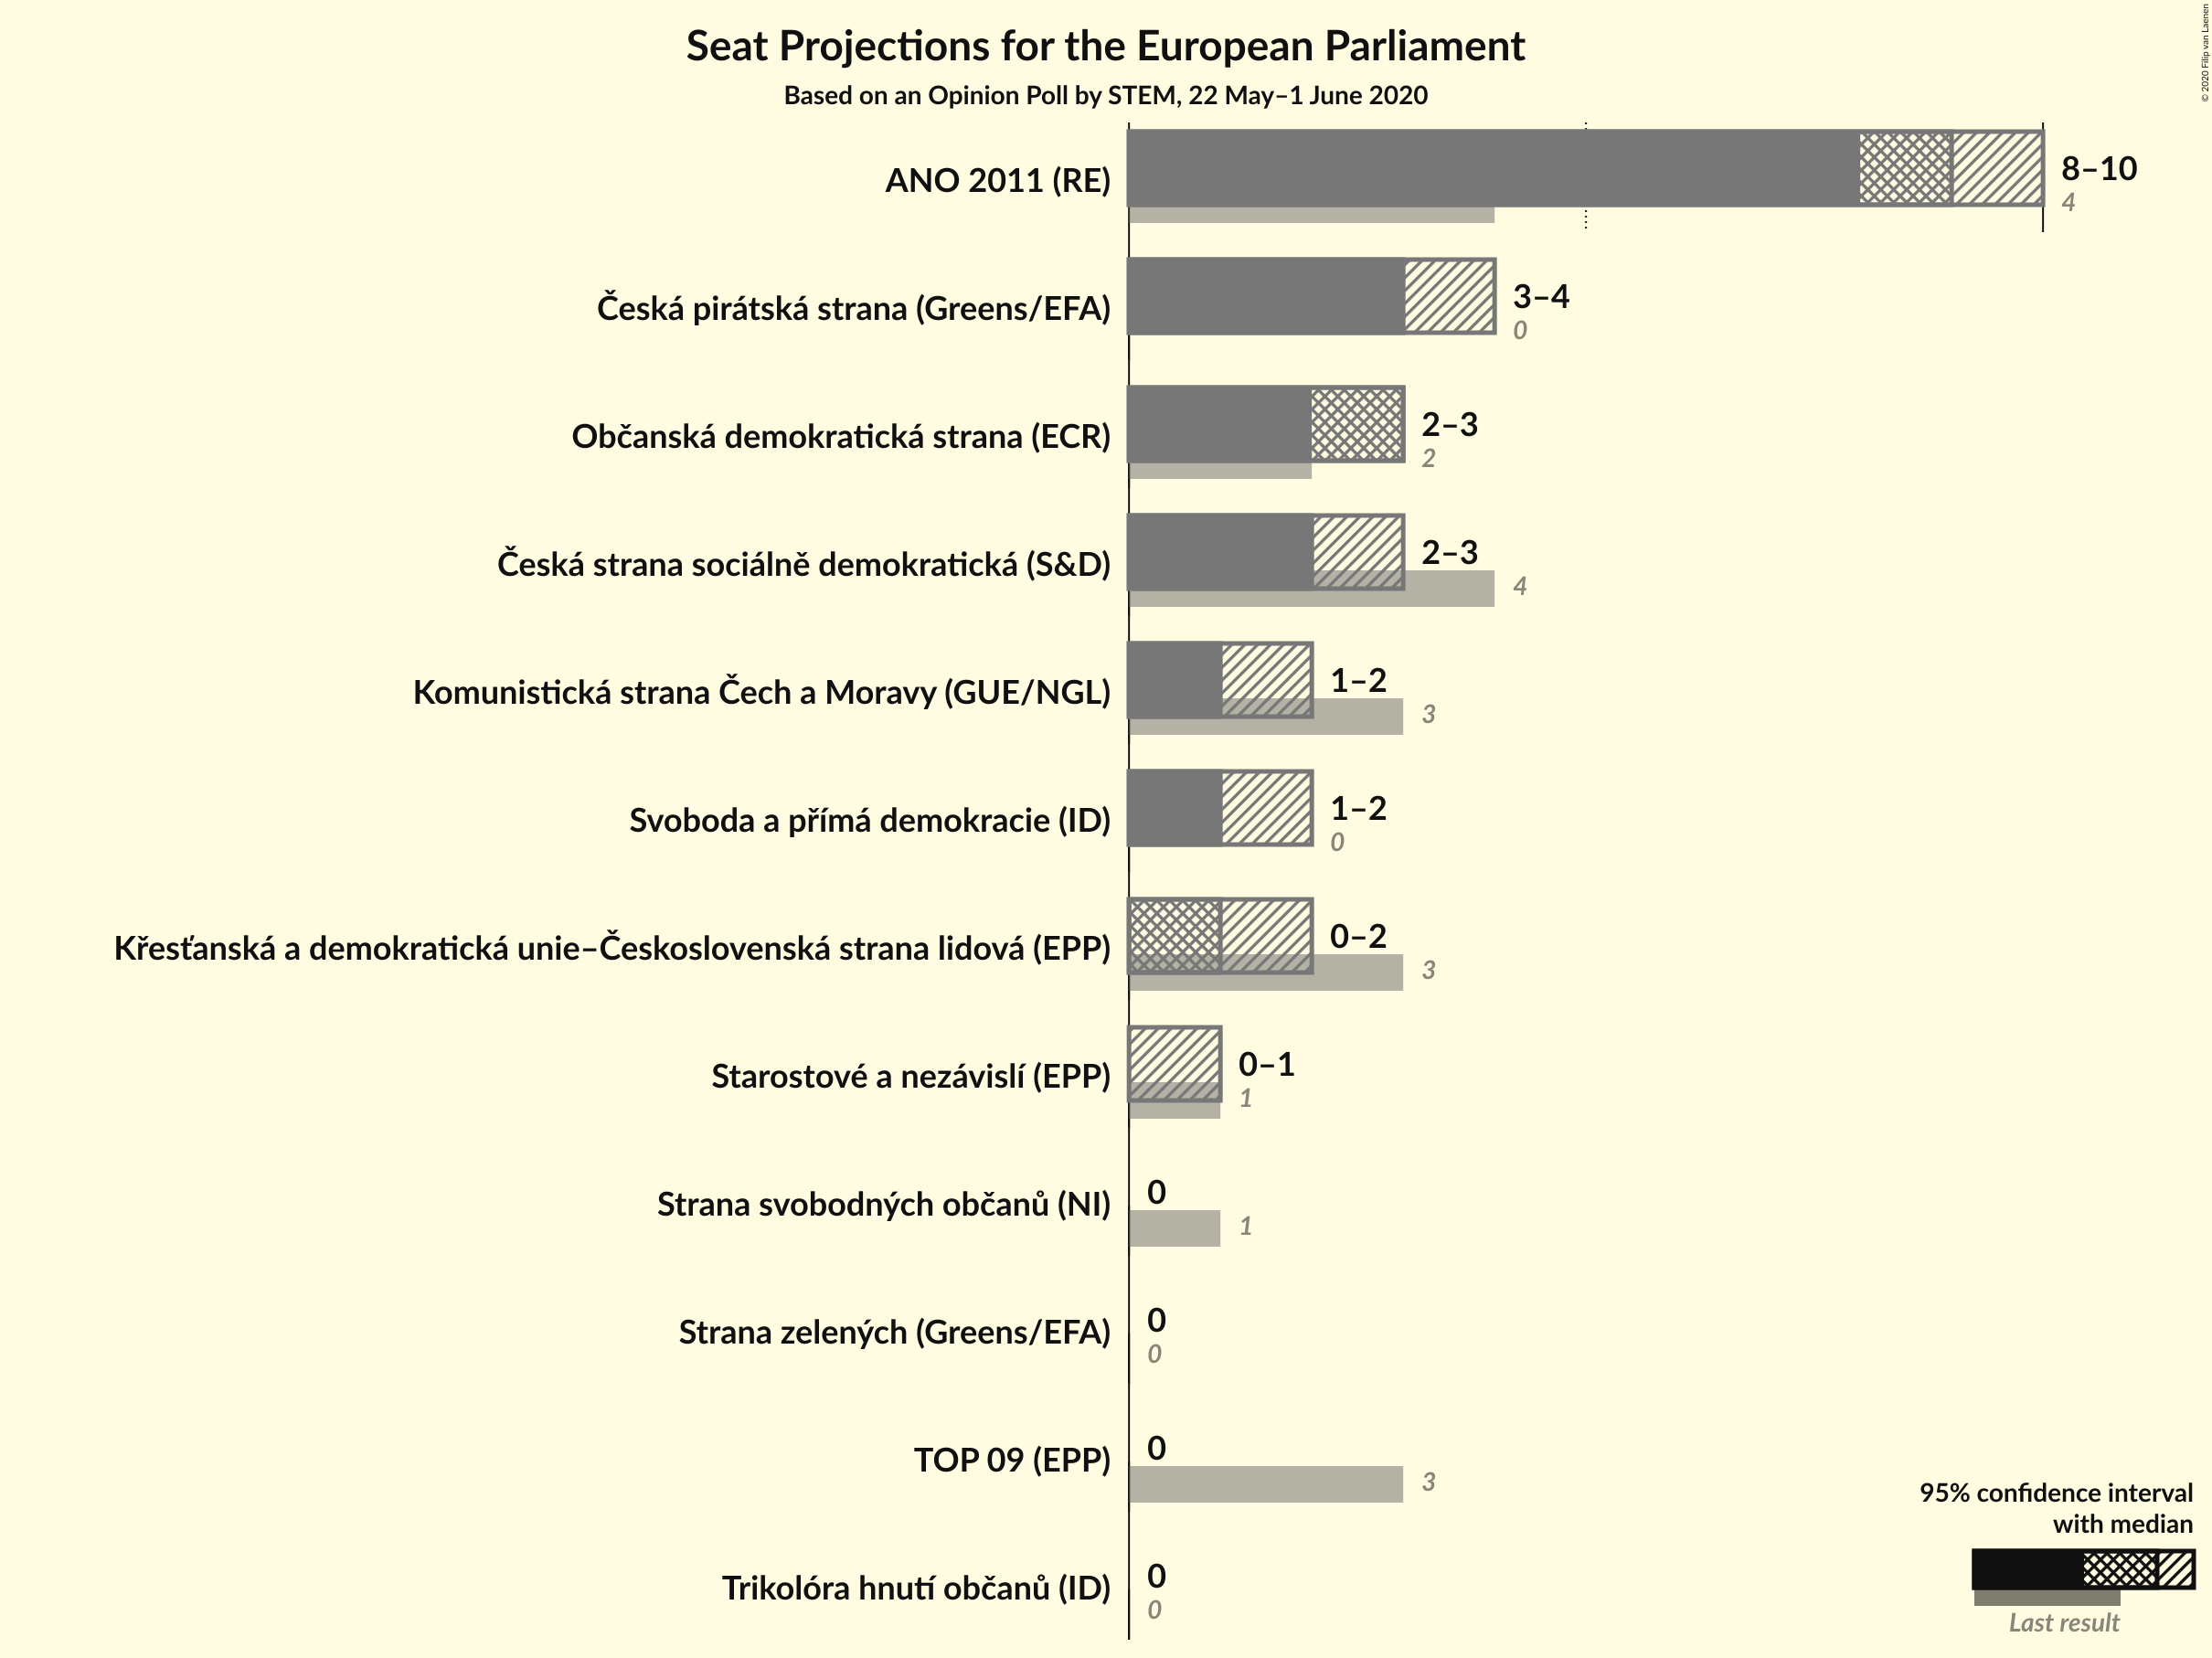 Seat Projections for the European Parliament
Based on an Opinion Poll by STEM, 22 May–1 June 2020
© 2020 Filip van Laenen
ANO 2011 (RE)
8–10
4
Česká pirátská strana (Greens/EFA)
3–4
0
Občanská demokratická strana (ECR)
2–3
2
Česká strana sociálně demokratická (S&D)
2–3
4
Komunistická strana Čech a Moravy (GUE/NGL)
1–2
3
Svoboda a přímá demokracie (ID)
1–2
0
Křesťanská a demokratická unie–Československá strana lidová (EPP)
0–2
3
Starostové a nezávislí (EPP)
0–1
1
Strana svobodných občanů (NI)
0
1
Strana zelených (Greens/EFA)
0
0
TOP 09 (EPP)
0
3
Trikolóra hnutí občanů (ID)
0
0
95% confidence interval
with median
Last result